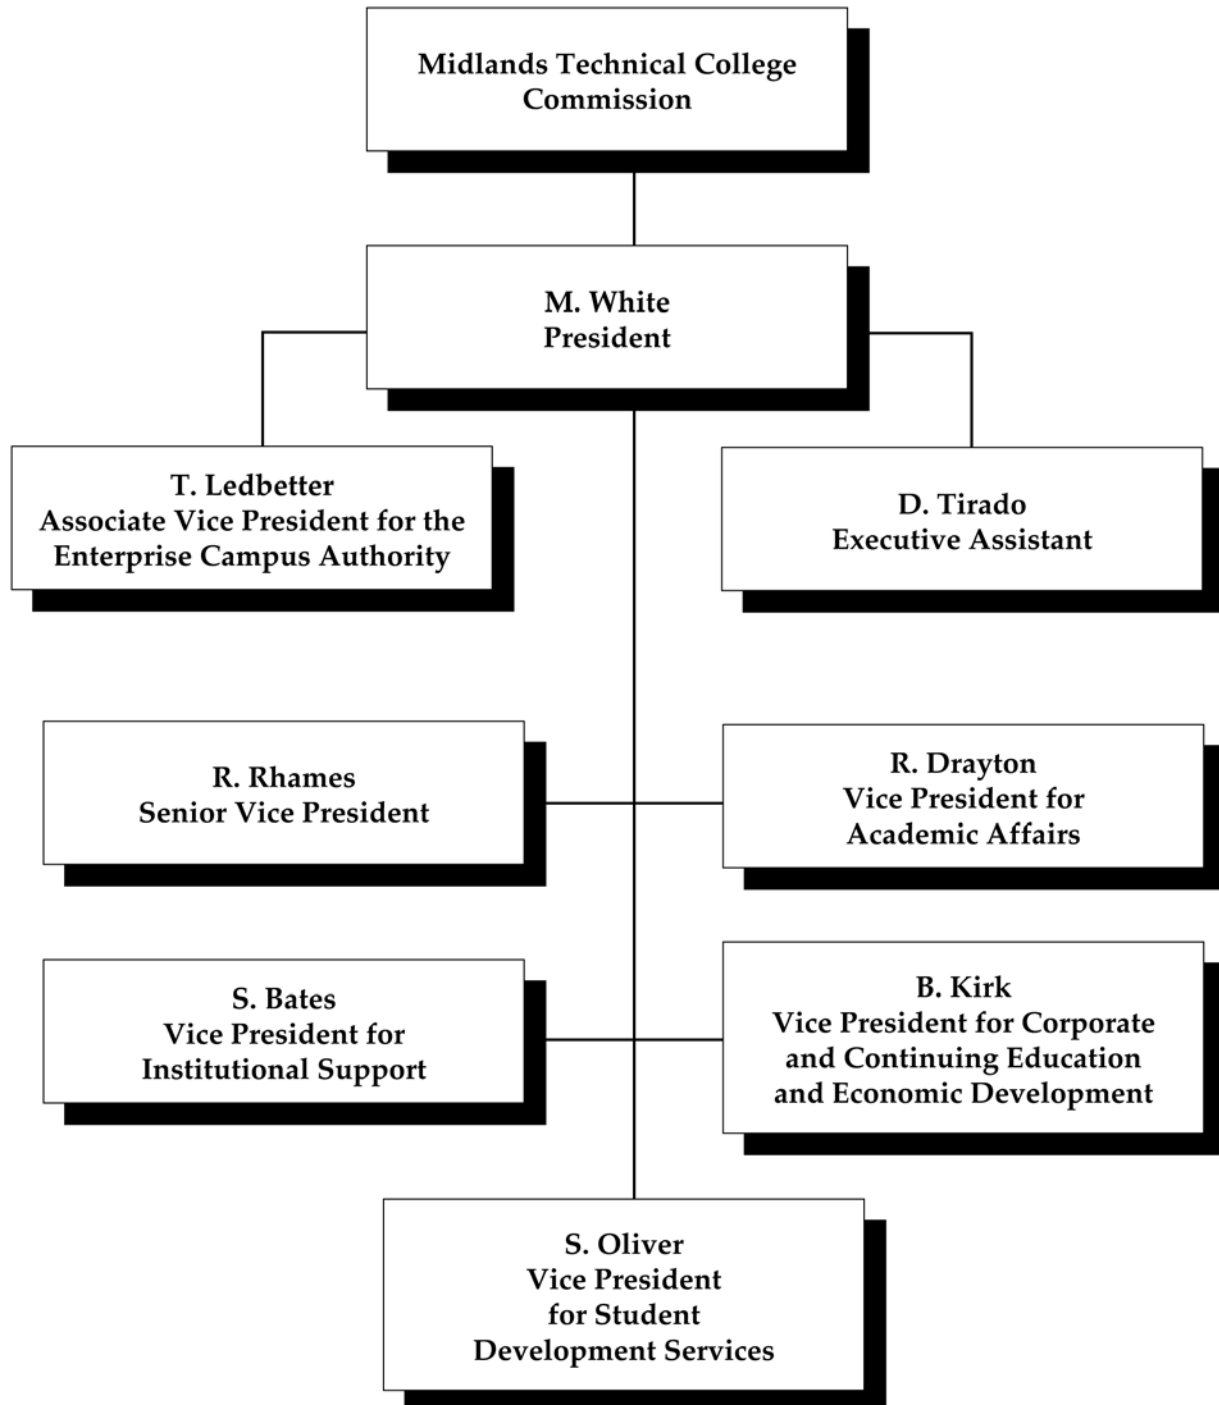 Midlands Technical College
Commission
M. White
President
T. Ledbetter
Associate Vice President for the
Enterprise Campus Authority
D. Tirado
Executive Assistant
R. Rhames
Senior Vice President
R. Drayton
Vice President for
Academic Affairs
S. Bates
Vice President for
Institutional Support
B. Kirk
Vice President for Corporate
and Continuing Education
and Economic Development
S. Oliver
Vice President
for Student
Development Services